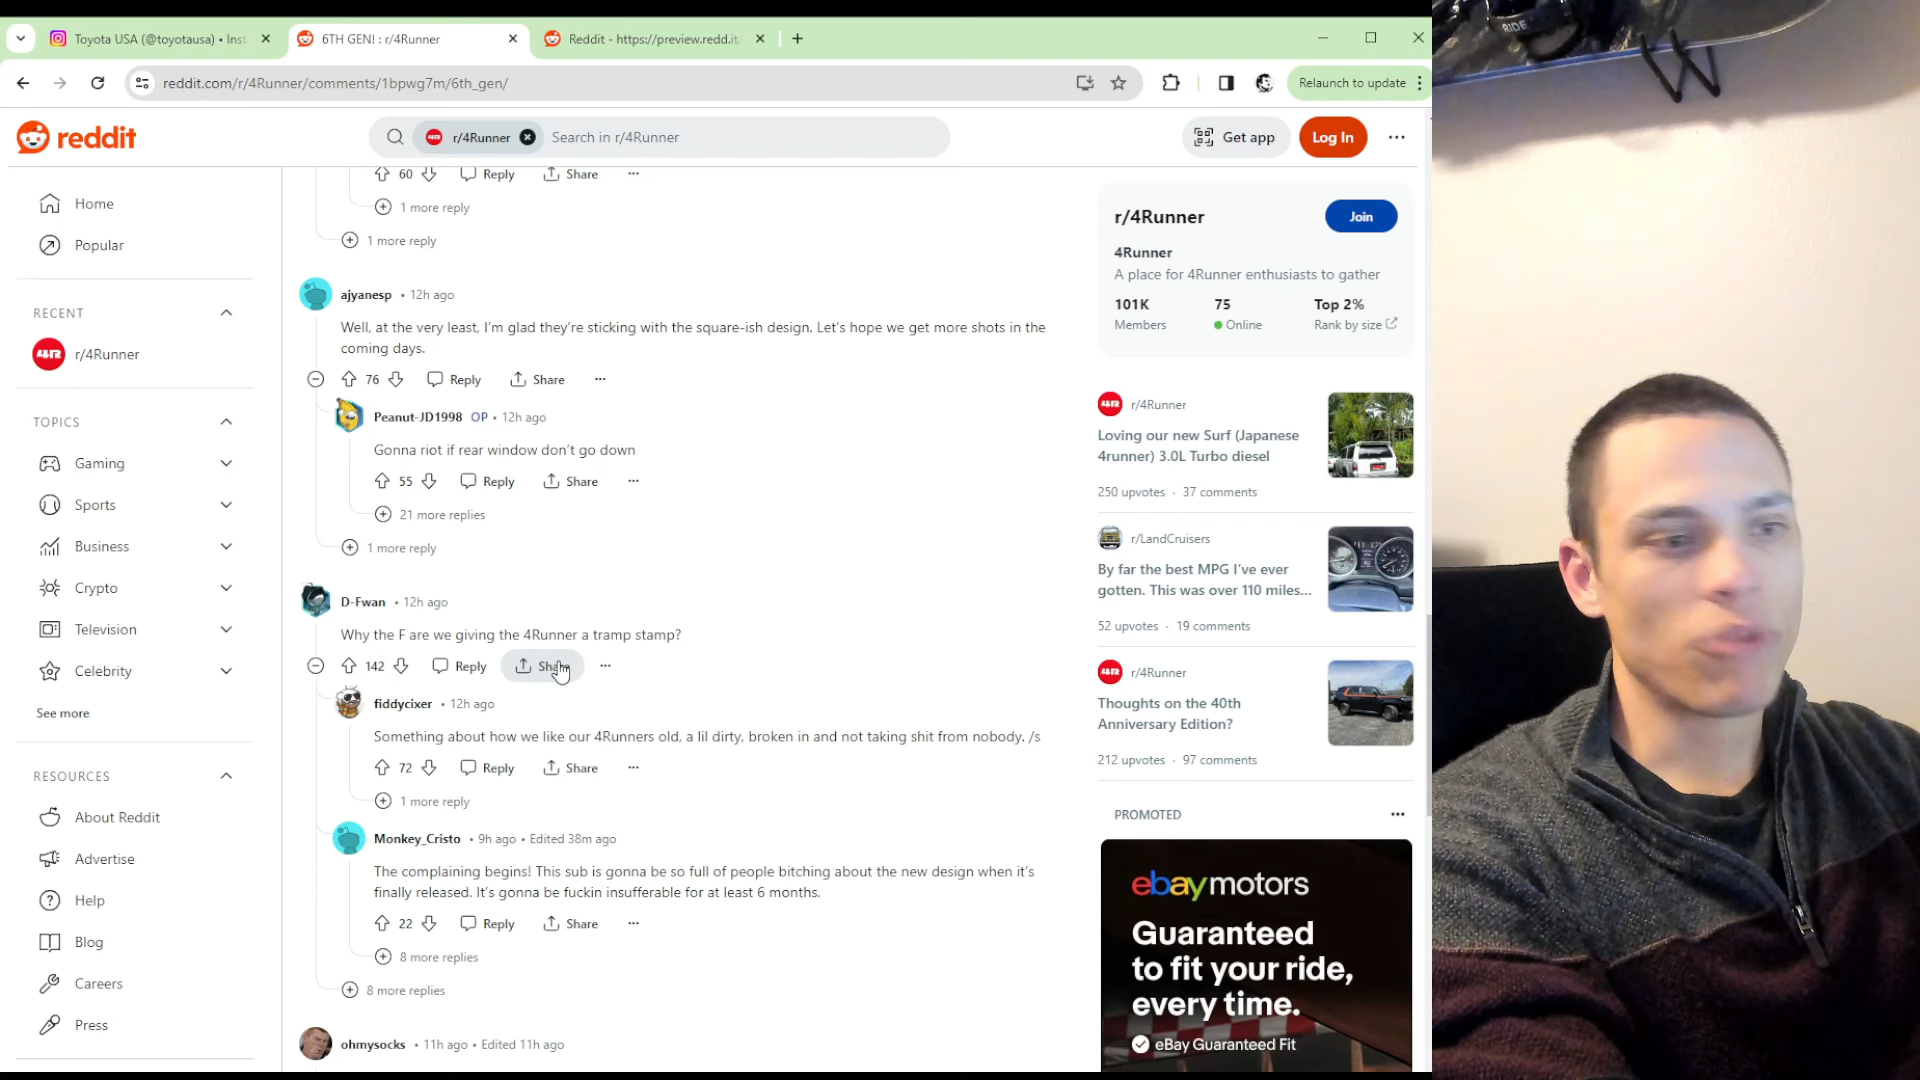 Toyota USA (@toyotausa) • Inst
6TH GEN! : r/4Runner
Reddit - https://preview.redd.it/
reddit.com/r/4Runner/comments/1bpwg7m/6th_gen/
Relaunch to update
reddit
r/4Runner
Search in r/4Runner
Get app
Log In
Home
Popular
RECENT
r/4Runner
TOPICS
Gaming
Sports
Business
Crypto
Television
Celebrity
See more
RESOURCES
About Reddit
Advertise
Help
Blog
Careers
Press
60
Reply
Share
1 more reply
1 more reply
ajyanesp • 12h ago
Well, at the very least, I'm glad they're sticking with the square-ish design. Let's hope we get more shots in the
coming days.
76
Reply
Share
Peanut-JD1998 OP • 12h ago
Gonna riot if rear window don't go down
55
Reply
Share
21 more replies
1 more reply
D-Fwan • 12h ago
Why the F are we giving the 4Runner a tramp stamp?
142
Reply
Share
fiddycixer • 12h ago
Something about how we like our 4Runners old, a lil dirty, broken in and not taking shit from nobody. /s
72
Reply
Share
1 more reply
Monkey_Cristo • 9h ago • Edited 38m ago
The complaining begins! This sub is gonna be so full of people bitching about the new design when it's
finally released. It's gonna be fuckin insufferable for at least 6 months.
22
Reply
Share
8 more replies
8 more replies
ohmysocks • 11h ago • Edited 11h ago
r/4Runner
Join
4Runner
A place for 4Runner enthusiasts to gather
101K
75
Top 2%
Members
Online
Rank by size
r/4Runner
Loving our new Surf (Japanese
4runner) 3.0L Turbo diesel
250 upvotes · 37 comments
r/LandCruisers
By far the best MPG I've ever
gotten. This was over 110 miles...
52 upvotes · 19 comments
r/4Runner
Thoughts on the 40th
Anniversary Edition?
212 upvotes · 97 comments
PROMOTED
ebaymotors
Guaranteed
to fit your ride,
every time.
eBay Guaranteed Fit
RIDE